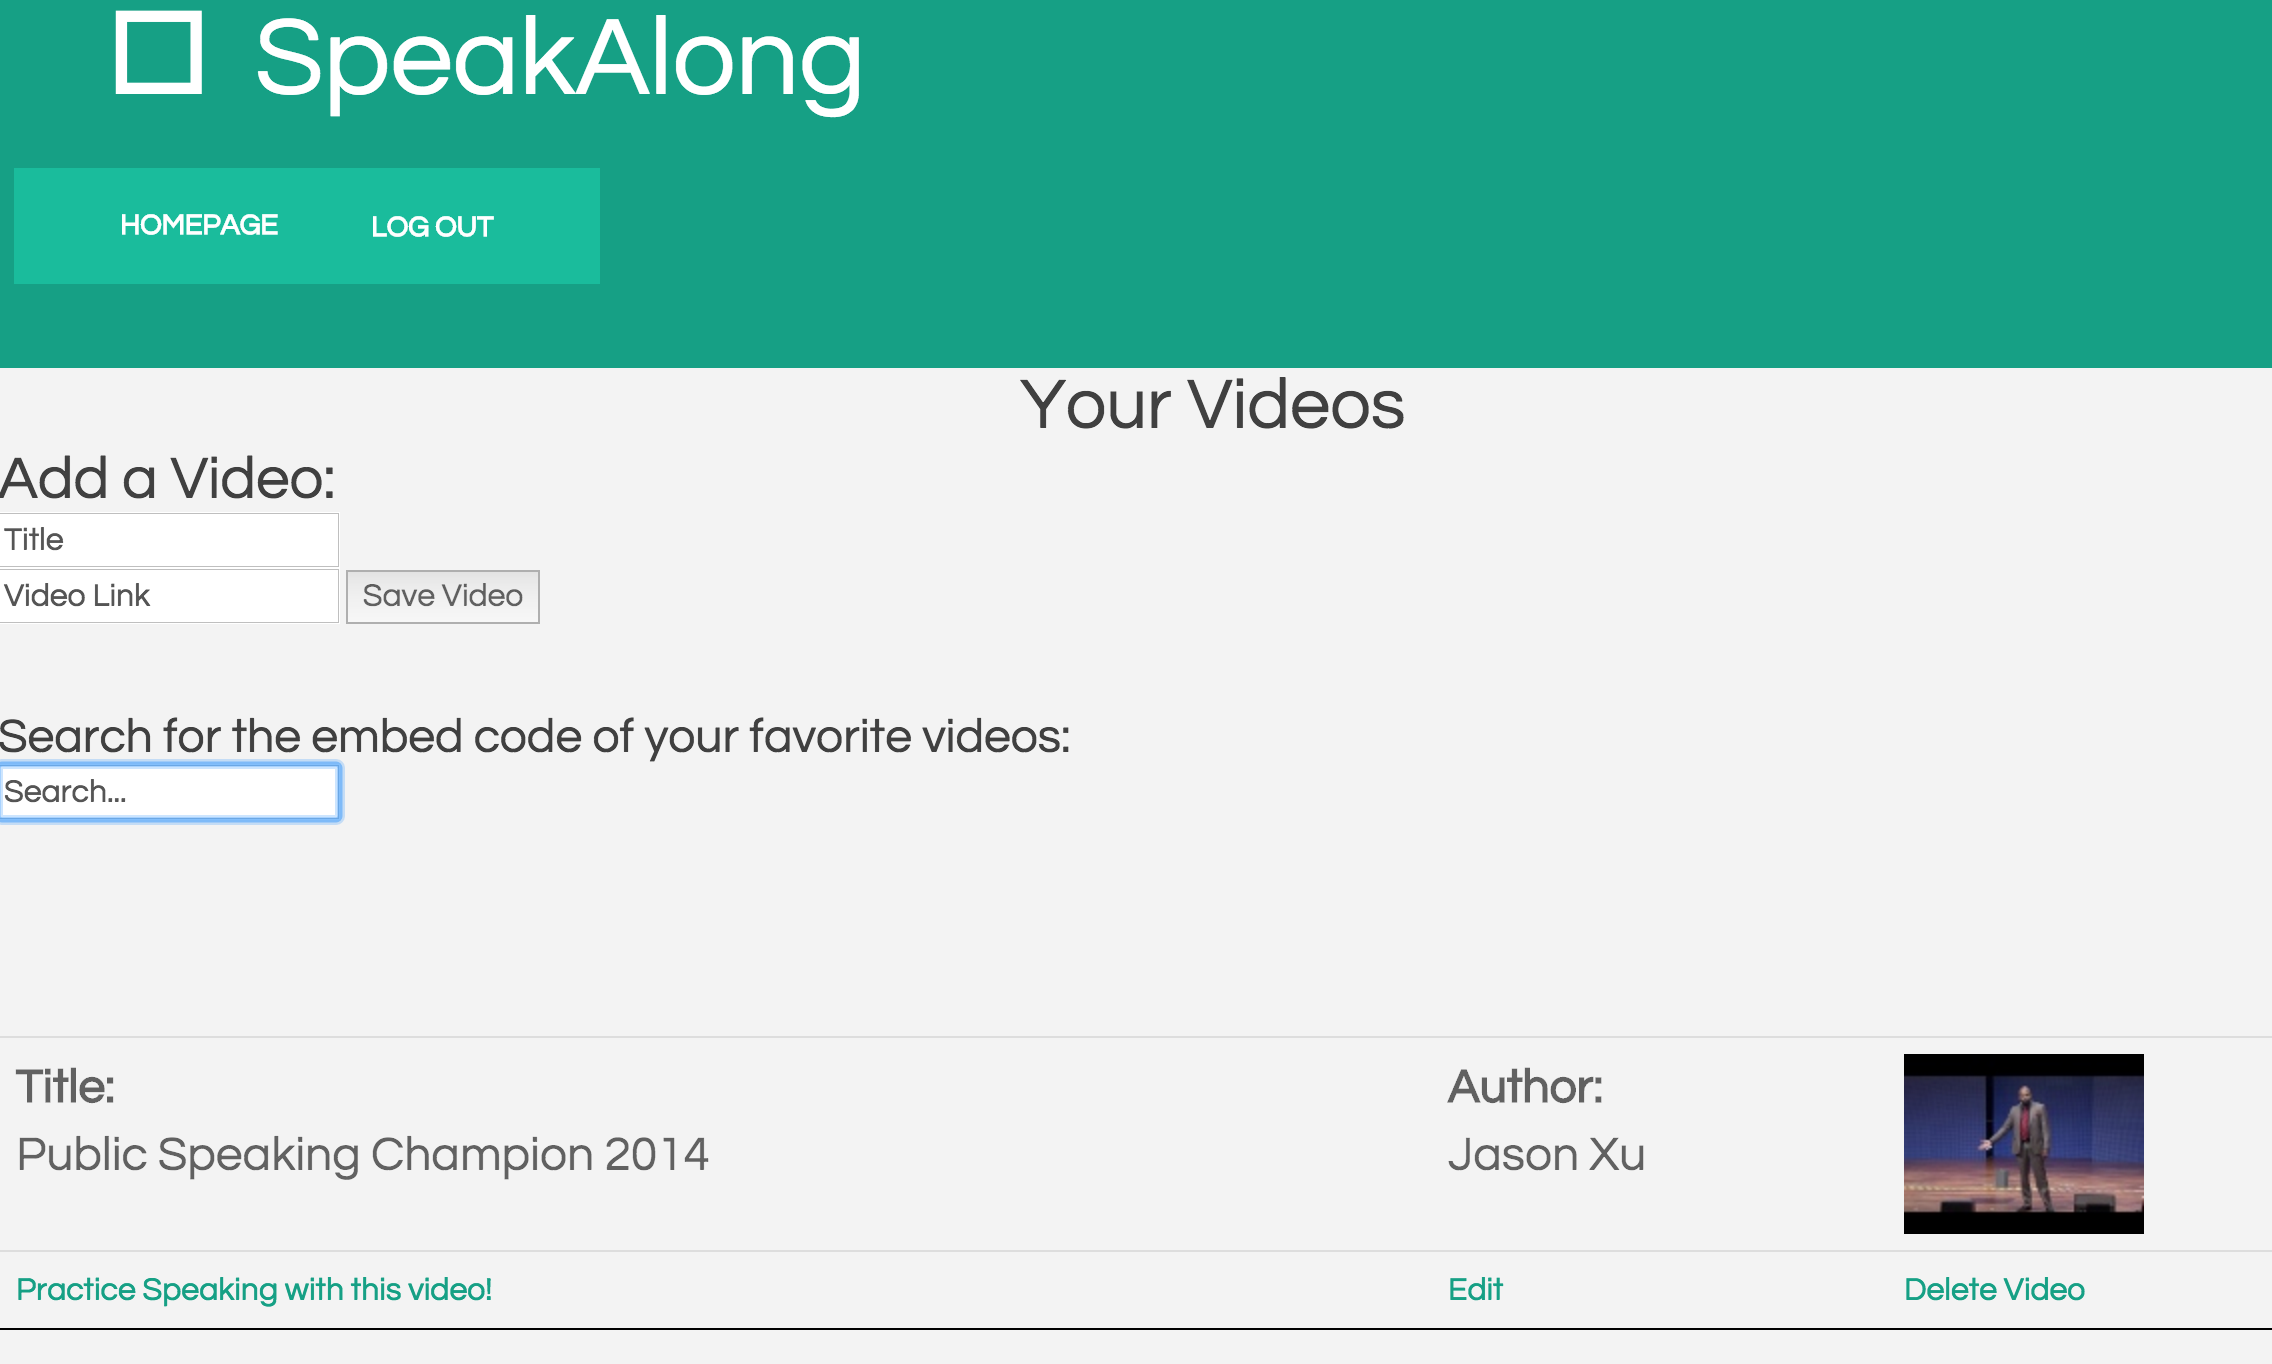 SpeakAlong
HOMEPAGE LOG OUT
Your Videos
Add a Video:
Title
Video Link Save Video
Search for the embed code of your favorite videos:
Search...
Title: Author:
Public Speaking Champion 2014 Jason Xu
Practice Speaking with this video! Edit Delete Video